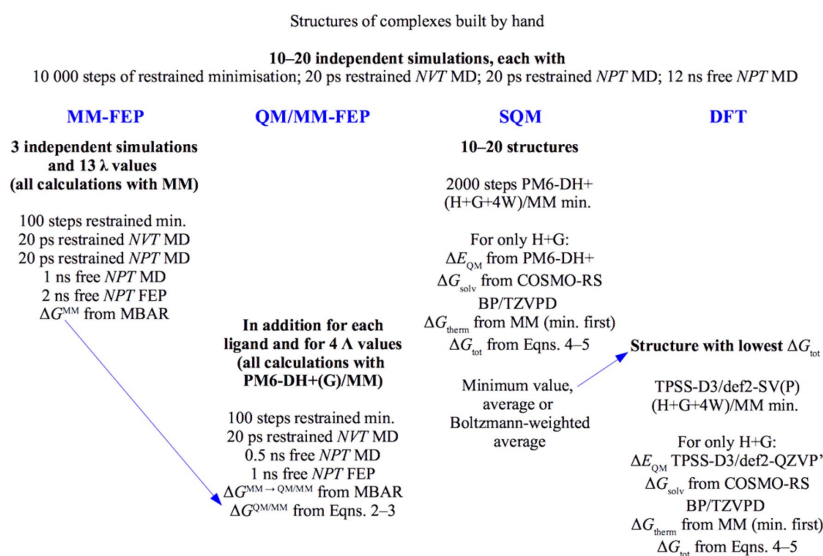 Structures of complexes built by hand
10–20 independent simulations, each with
10 000 steps of restrained minimisation; 20 ps restrained NVT MD; 20 ps restrained NPT MD; 12 ns free NPT MD
MM-FEP
3 independent simulations
and 13 λ values
(all calculations with MM)
100 steps restrained min.
20 ps restrained NVT MD
20 ps restrained NPT MD
1 ns free NPT MD
2 ns free NPT FEP
ΔG^MM from MBAR
QM/MM-FEP
In addition for each
ligand and for 4 Λ values
(all calculations with
PM6-DH+(G)/MM)
100 steps restrained min.
20 ps restrained NVT MD
0.5 ns free NPT MD
1 ns free NPT FEP
ΔG^MM → QM/MM from MBAR
ΔG^QM/MM from Eqns. 2–3
SQM
10–20 structures
2000 steps PM6-DH+
(H+G+4W)/MM min.
For only H+G:
ΔE_QM from PM6-DH+
ΔG_solv from COSMO-RS
BP/TZVPD
ΔG_therm from MM (min. first)
ΔG_tot from Eqns. 4–5
Minimum value,
average or
Boltzmann-weighted
average
DFT
Structure with lowest ΔG_tot
TPSS-D3/def2-SV(P)
(H+G+4W)/MM min.
For only H+G:
ΔE_QM TPSS-D3/def2-QZVP’
ΔG_solv from COSMO-RS
BP/TZVPD
ΔG_therm from MM (min. first)
ΔG_tot from Eqns. 4–5